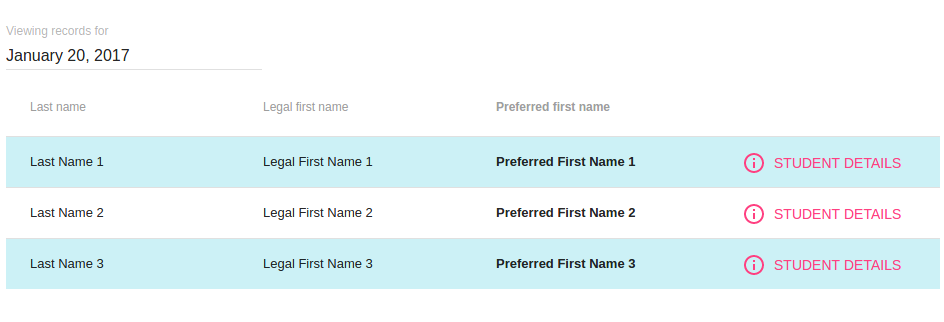 Viewing records for
January 20, 2017
Last name Legal first name Preferred first name
Last Name 1 Legal First Name 1 Preferred First Name 1 STUDENT DETAILS
Last Name 2 Legal First Name 2 Preferred First Name 2 STUDENT DETAILS
Last Name 3 Legal First Name 3 Preferred First Name 3 STUDENT DETAILS